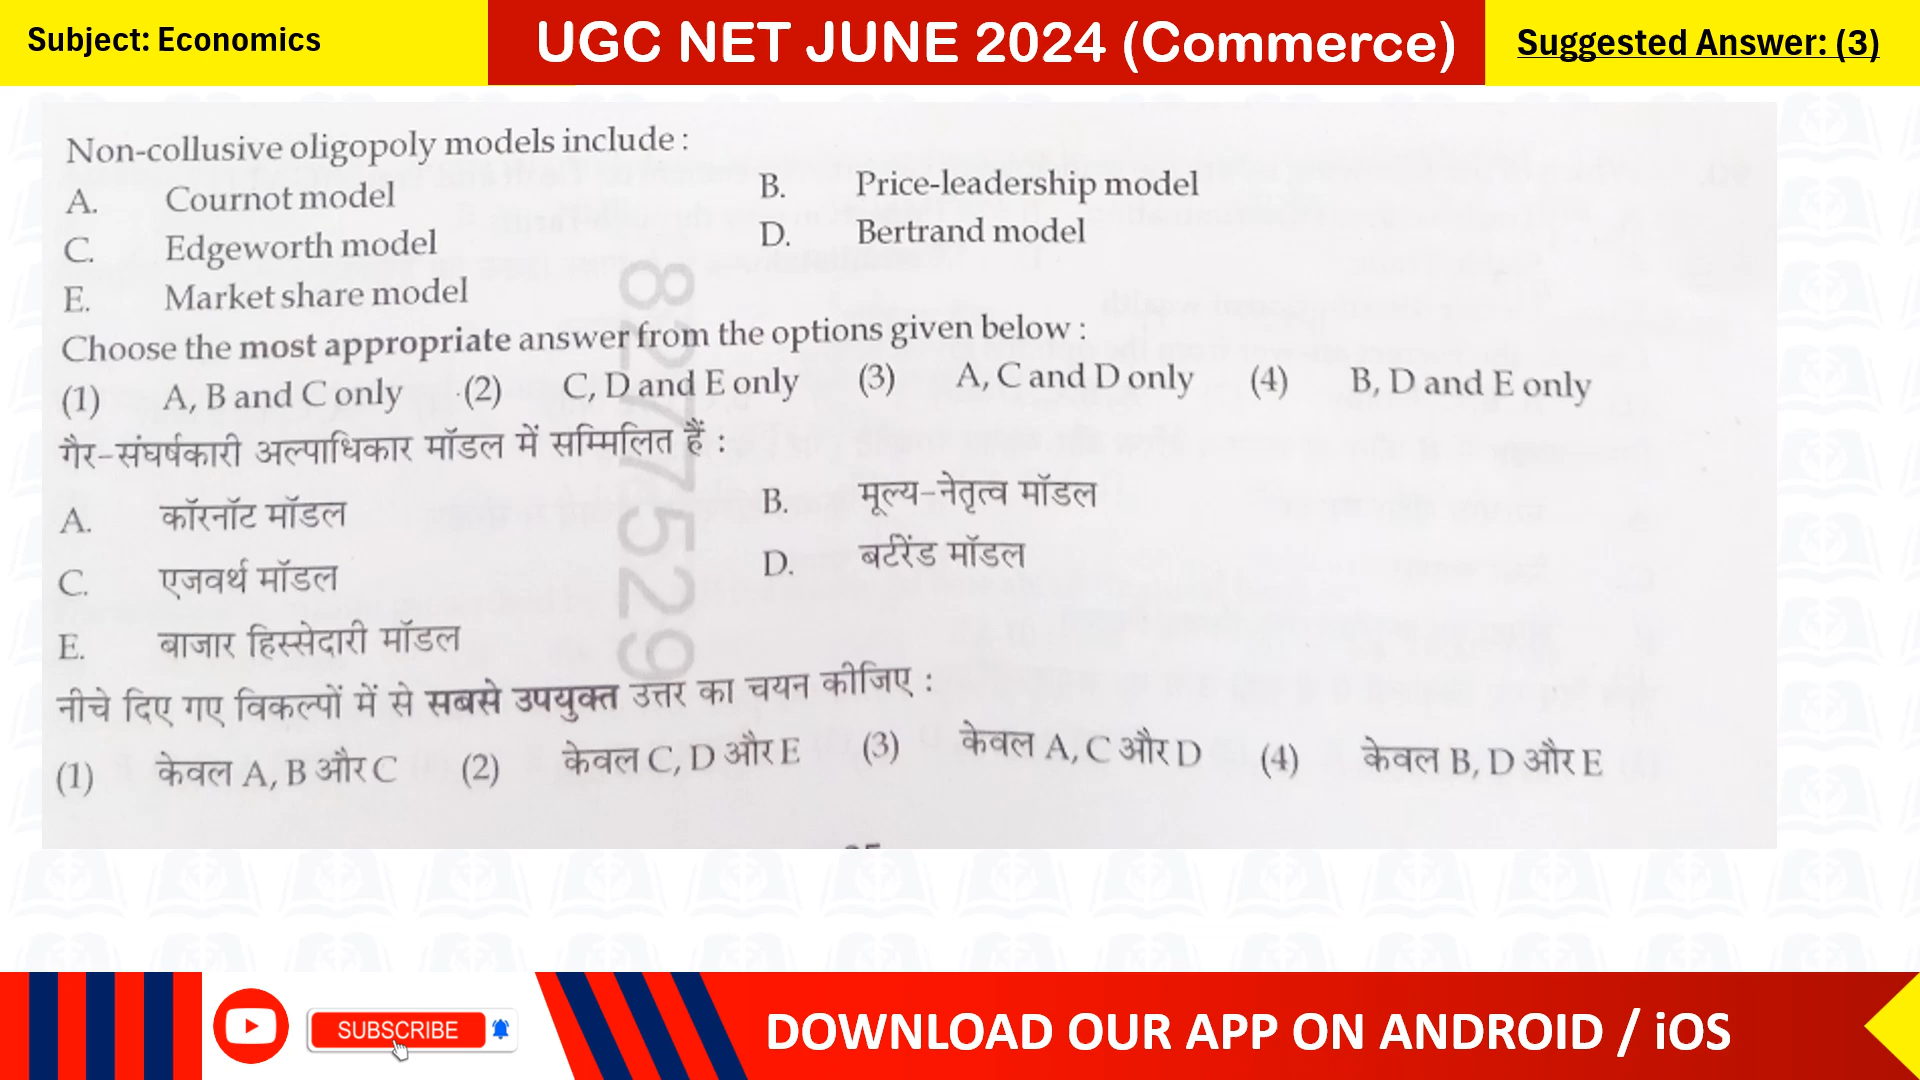 Subject: Economics
UGC NET JUNE 2024 (Commerce)
Suggested Answer: (3)
Non-collusive oligopoly models include :
A. Cournot model B. Price-leadership model
C. Edgeworth model D. Bertrand model
E. Market share model
Choose the most appropriate answer from the options given below :
(1) A, B and C only (2) C, D and E only (3) A, C and D only (4) B, D and E only
गैर-संघर्षकारी अल्पाधिकार मॉडल में सम्मिलित हैं :
A. कॉरनॉट मॉडल B. मूल्य-नेतृत्व मॉडल
C. एजवर्थ मॉडल D. बर्टरेंड मॉडल
E. बाजार हिस्सेदारी मॉडल
नीचे दिए गए विकल्पों में से सबसे उपयुक्त उत्तर का चयन कीजिए :
(1) केवल A, B और C (2) केवल C, D और E (3) केवल A, C और D (4) केवल B, D और E
82775529
SUBSCRIBE
DOWNLOAD OUR APP ON ANDROID / iOS